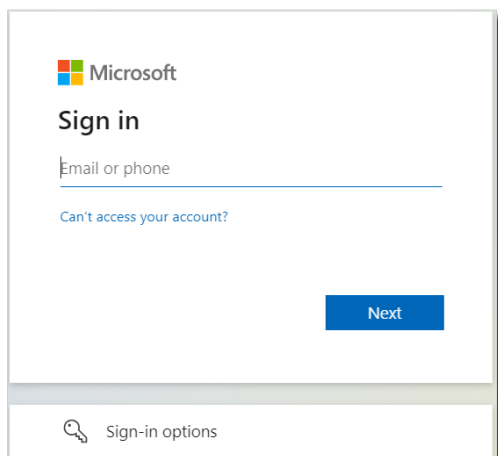 Microsoft
Sign in
Email or phone
Can't access your account?
Next
Sign-in options